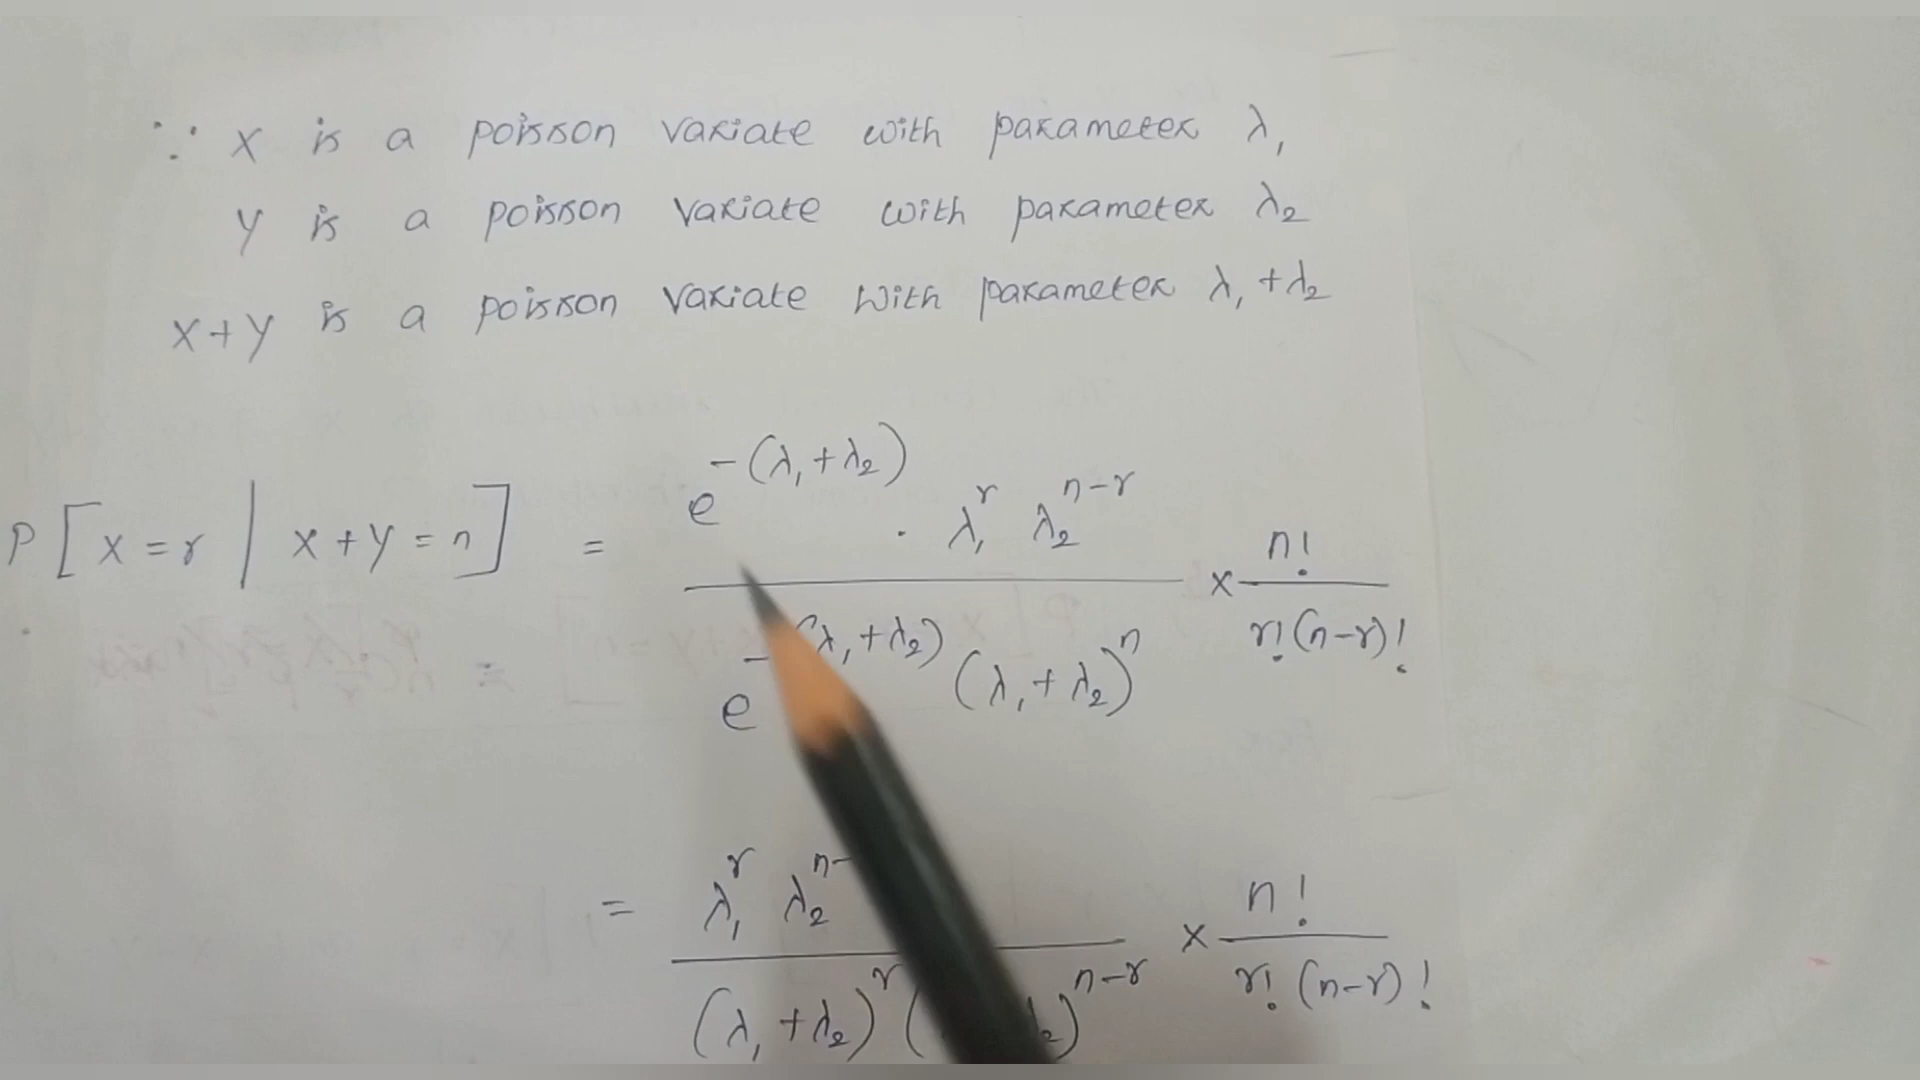 ∵ X is a poisson variate with parameter λ₁
Y is a poisson variate with parameter λ₂
X+Y is a poisson variate with parameter λ₁+λ₂
P[X=r | X+Y=n] = e^-(λ₁+λ₂) . λ₁^r λ₂^n-r / e^-(λ₁+λ₂) (λ₁+λ₂)^n × n! / r!(n-r)!
= λ₁^r λ₂^n- / (λ₁+λ₂)^r ( ₂)^n-r × n! / r!(n-r)!